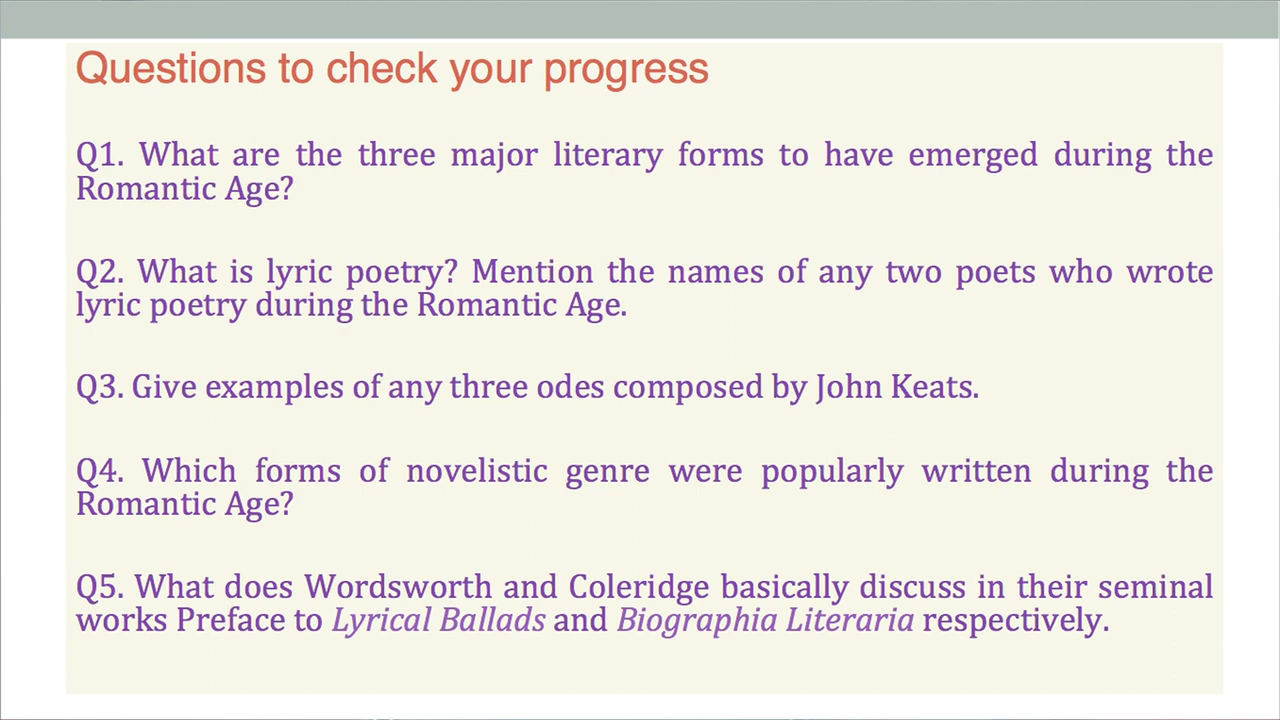 Questions to check your progress
Q1. What are the three major literary forms to have emerged during the
Romantic Age?
Q2. What is lyric poetry? Mention the names of any two poets who wrote
lyric poetry during the Romantic Age.
Q3. Give examples of any three odes composed by John Keats.
Q4. Which forms of novelistic genre were popularly written during the
Romantic Age?
Q5. What does Wordsworth and Coleridge basically discuss in their seminal
works Preface to Lyrical Ballads and Biographia Literaria respectively.